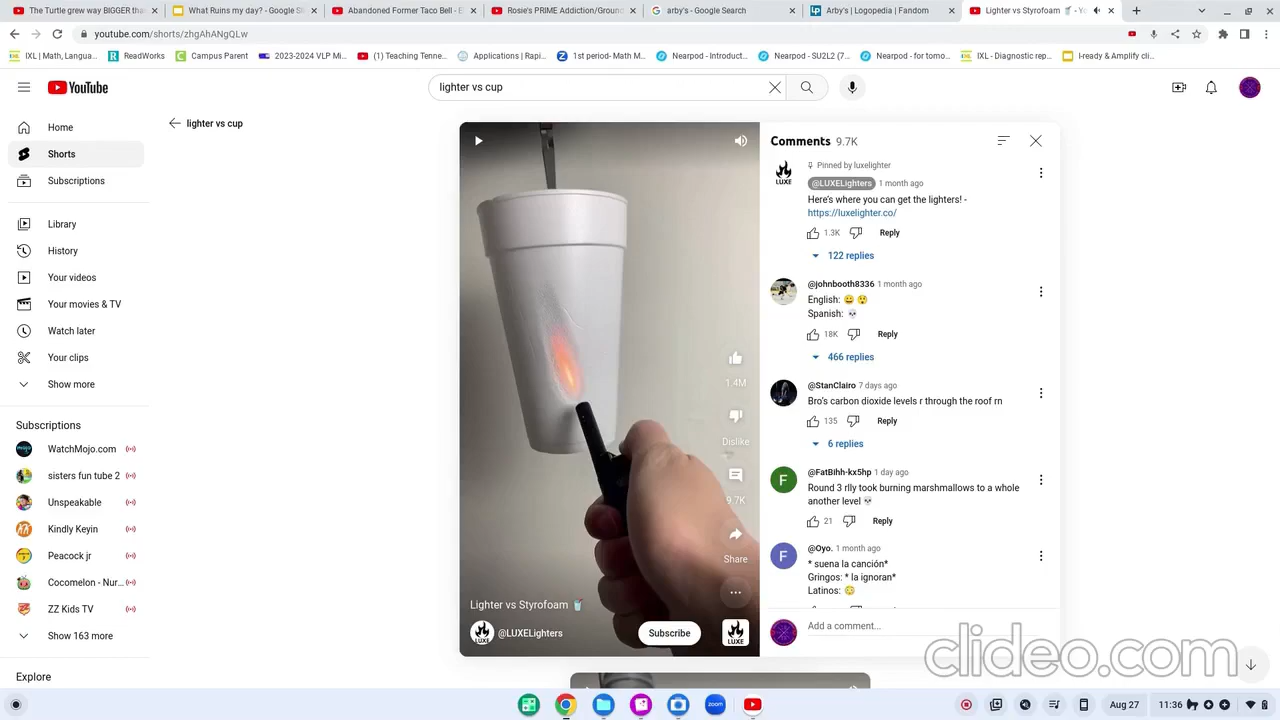 The Turtle grew way BIGGER than
What Ruins my day? - Google S
Abandoned Former Taco Bell - E
Rosie's PRIME Addiction/Ground
arby's - Google Search
Arby's | Logopedia | Fandom
Lighter vs Styrofoam - Yo
youtube.com/shorts/zhgAhANgQLw
IXL | Math, Langua...
ReadWorks
Campus Parent
2023-2024 VLP Mi...
(1) Teaching Tenne...
Applications | Rapi...
1st period- Math M...
Nearpod - Introduct...
Nearpod - SU2L2 (7...
Nearpod - for tomo...
IXL - Diagnostic rep...
I-ready & Amplify cli...
YouTube
lighter vs cup
Home
Shorts
Subscriptions
Library
History
Your videos
Your movies & TV
Watch later
Your clips
Show more
Subscriptions
WatchMojo.com
sisters fun tube 2
Unspeakable
Kindly Keyin
Peacock jr
Cocomelon - Nur...
ZZ Kids TV
Show 163 more
Explore
lighter vs cup
1.4M
Dislike
9.7K
Share
Lighter vs Styrofoam 🥤
LUXE
@LUXELighters
Subscribe
LUXE
Comments 9.7K
LUXE
Pinned by luxelighter
@LUXELighters 1 month ago
Here's where you can get the lighters! -
https://luxelighter.co/
1.3K Reply
122 replies
@johnbooth8336 1 month ago
English: 😀 😲
Spanish: 💀
18K Reply
466 replies
@StanClairo 7 days ago
Bro's carbon dioxide levels r through the roof rn
135 Reply
6 replies
F
@FatBihh-kx5hp 1 day ago
Round 3 rlly took burning marshmallows to a whole
another level 💀
21 Reply
F
@Oyo. 1 month ago
* suena la canción*
Gringos: * la ignoran*
Latinos: 😳
Add a comment...
clideo.com
zoom
Aug 27